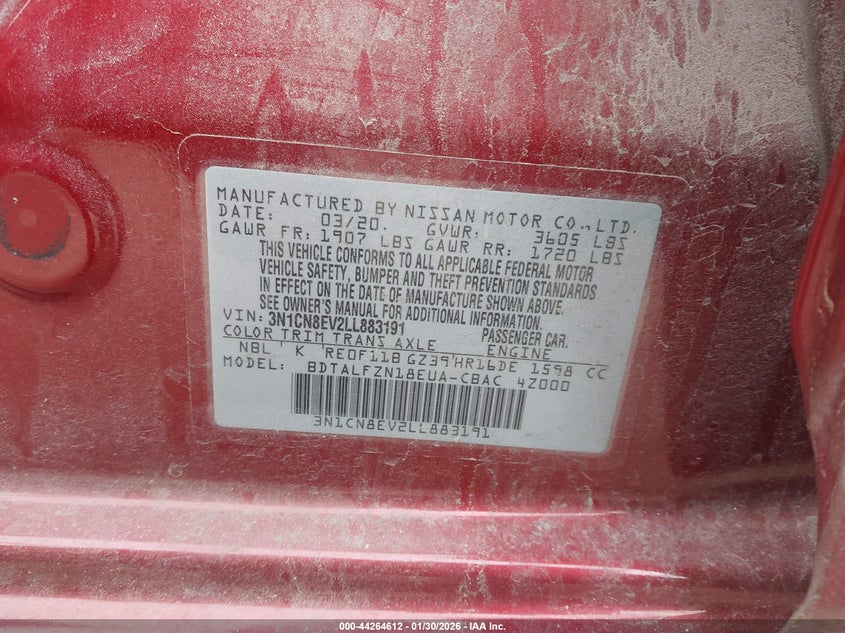 MANUFACTURED BY NISSAN MOTOR CO.,LTD.
DATE: 03/20. GVWR: 3605 LBS
GAWR FR: 1907 LBS GAWR RR: 1720 LBS
THIS VEHICLE CONFORMS TO ALL APPLICABLE FEDERAL MOTOR
VEHICLE SAFETY, BUMPER AND THEFT PREVENTION STANDARDS
IN EFFECT ON THE DATE OF MANUFACTURE SHOWN ABOVE.
SEE OWNER'S MANUAL FOR ADDITIONAL INFORMATION.
VIN: 3N1CN8EV2LL883191 PASSENGER CAR.
COLOR TRIM TRANS AXLE ENGINE
NBL K RE0F11B GZ39 HR16DE 1598 CC
MODEL: BDTALFZN18EUA-CBAC 4Z000
3N1CN8EV2LL883191
000-44264612 - 01/30/2026 - IAA Inc.